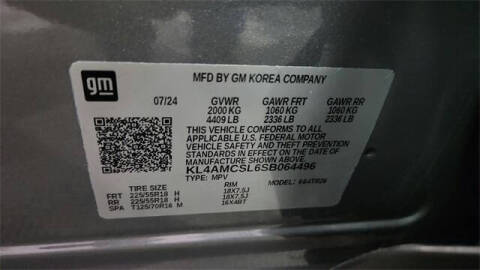 gm
MFD BY GM KOREA COMPANY
07/24 GVWR GAWR FRT GAWR RR
2000 KG 1060 KG 1060 KG
4409 LB 2336 LB 2336 LB
THIS VEHICLE CONFORMS TO ALL
APPLICABLE U.S. FEDERAL MOTOR
VEHICLE SAFETY AND THEFT PREVENTION
STANDARDS IN EFFECT ON THE DATE OF
MANUFACTURE SHOWN ABOVE.
KL4AMCSL6SB064496
TYPE: MPV MODEL:
TIRE SIZE RIM
FRT 225/55R18 H 18X7.5J
RR 225/55R18 H 18X7.5J
SPA T125/70R16 M 16X4BT